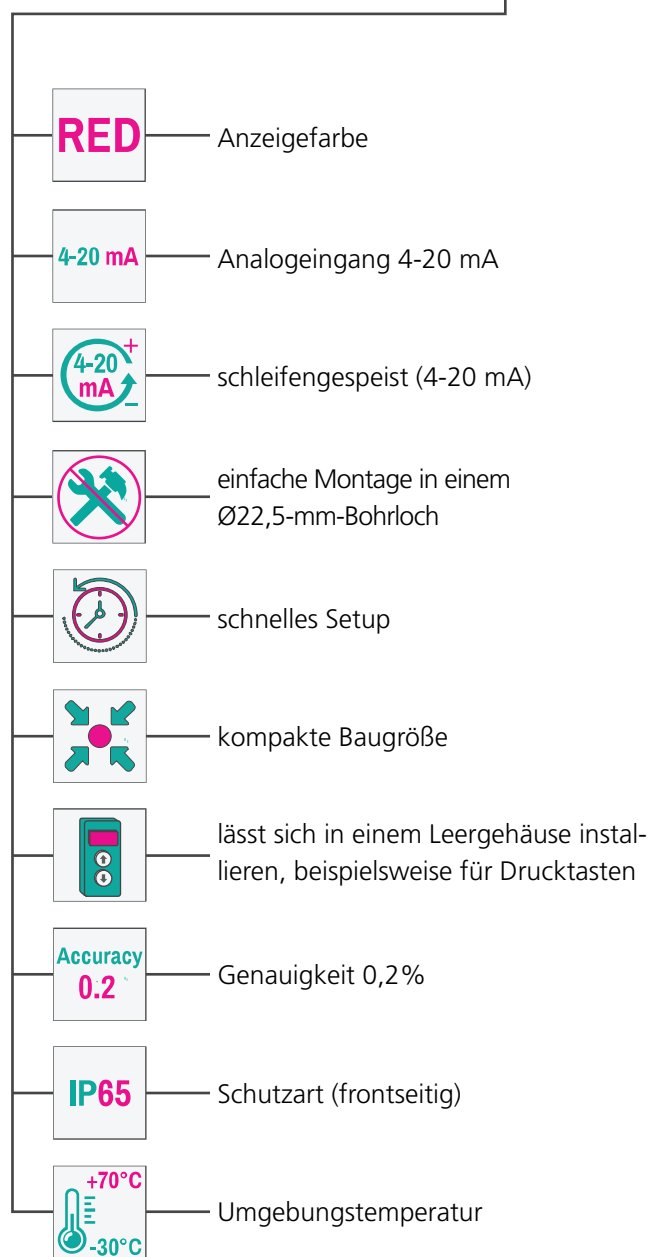 RED
Anzeigefarbe
4-20 mA
Analogeingang 4-20 mA
4-20 +
mA -
schleifengespeist (4-20 mA)
einfache Montage in einem
Ø22,5-mm-Bohrloch
schnelles Setup
kompakte Baugröße
lässt sich in einem Leergehäuse instal-
lieren, beispielsweise für Drucktasten
Accuracy
0.2
Genauigkeit 0,2%
IP65
Schutzart (frontseitig)
+70°C
-30°C
Umgebungstemperatur